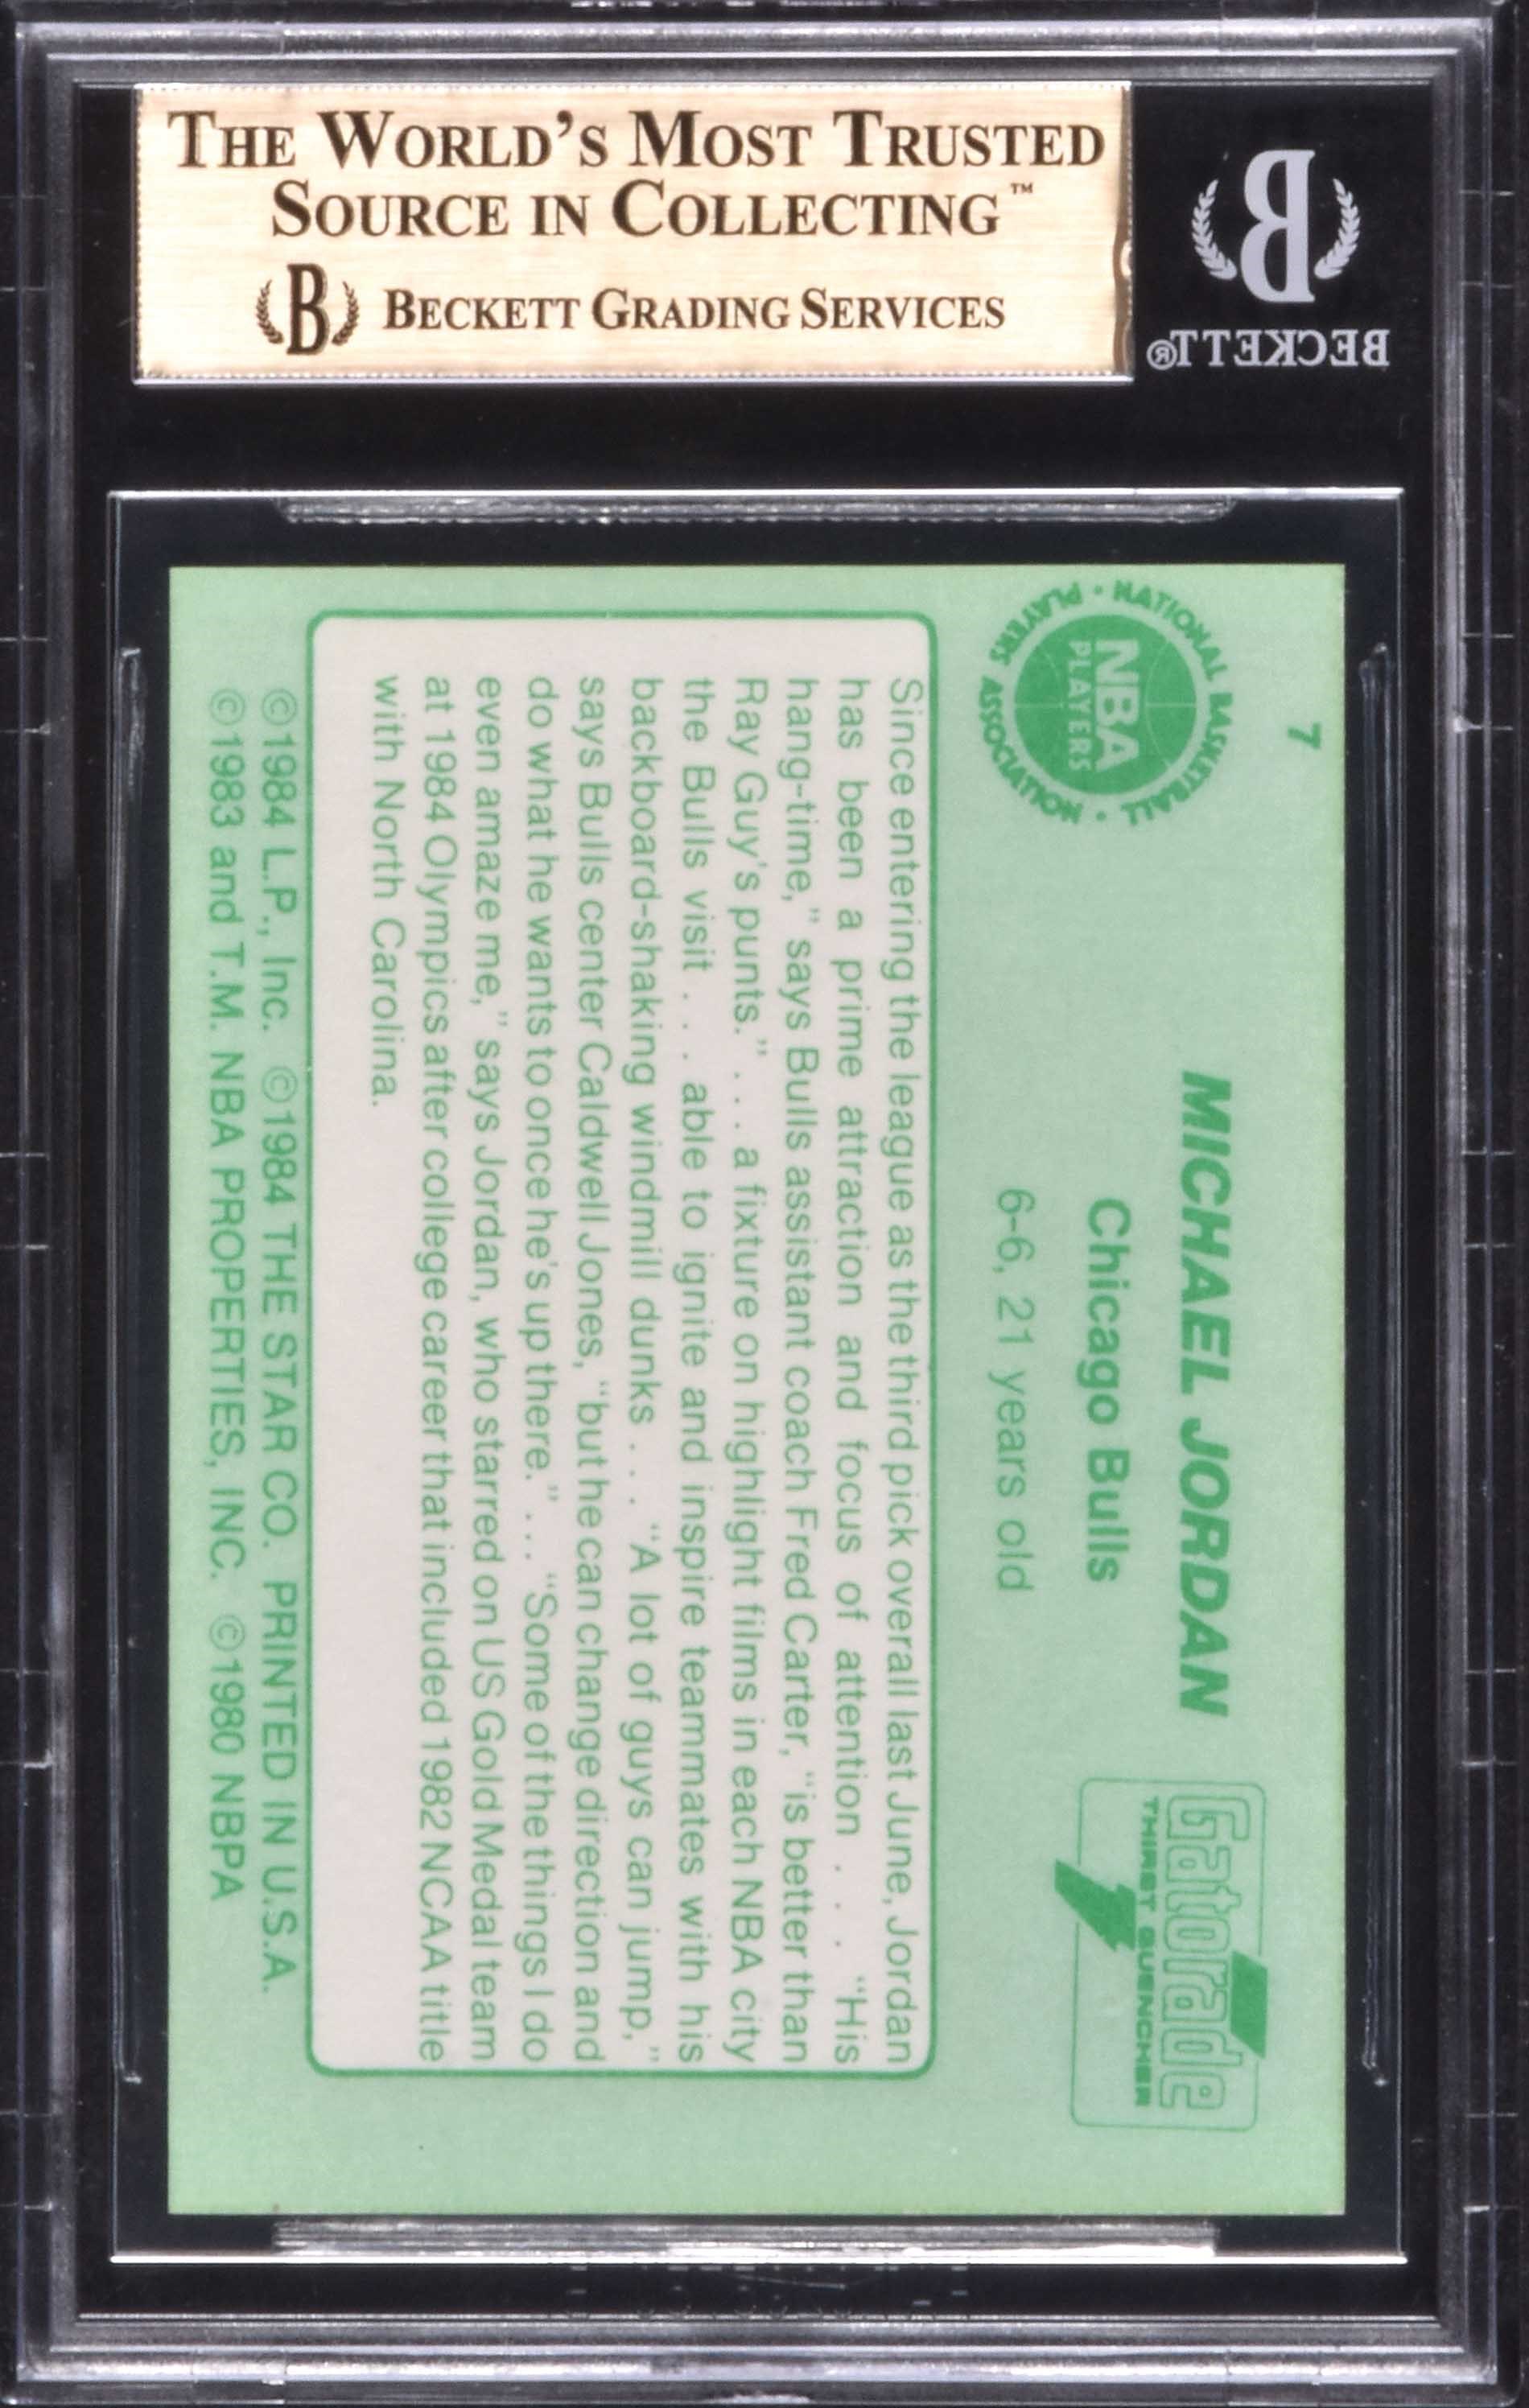 THE WORLD'S MOST TRUSTED
SOURCE IN COLLECTING™
B BECKETT GRADING SERVICES
B
BECKETT®
7
NATIONAL BASKETBALL PLAYERS ASSOCIATION
NBA
PLAYERS
MICHAEL JORDAN
Chicago Bulls
6-6, 21 years old
Gatorade
THIRST QUENCHER
Since entering the league as the third pick overall last June, Jordan
has been a prime attraction and focus of attention . . . "His
hang-time," says Bulls assistant coach Fred Carter, "is better than
Ray Guy's punts." . . . a fixture on highlight films in each NBA city
the Bulls visit . . . able to ignite and inspire teammates with his
backboard-shaking windmill dunks . . . "A lot of guys can jump,"
says Bulls center Caldwell Jones, "but he can change direction and
do what he wants to once he's up there." . . . "Some of the things I do
even amaze me," says Jordan, who starred on US Gold Medal team
at 1984 Olympics after college career that included 1982 NCAA title
with North Carolina.
©1984 L.P., Inc. ©1984 THE STAR CO. PRINTED IN U.S.A.
©1983 and T.M. NBA PROPERTIES, INC. ©1980 NBPA